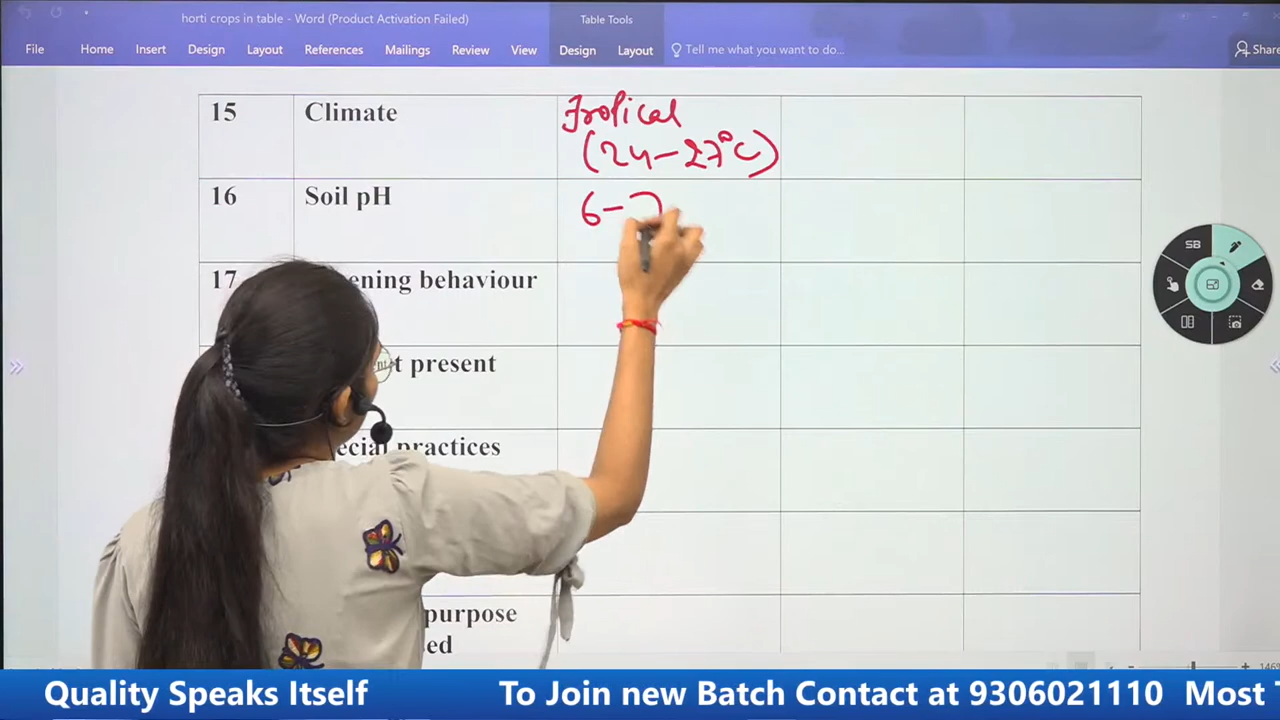 horti crops in table - Word (Product Activation Failed)
Table Tools
File Home Insert Design Layout References Mailings Review View Design Layout Tell me what you want to do... Share
15 Climate Tropical
(24-27°C)
16 Soil pH 6-7
17 ening behaviour
t present
ecial practices
purpose
ed
146%
Quality Speaks Itself To Join new Batch Contact at 9306021110 Most